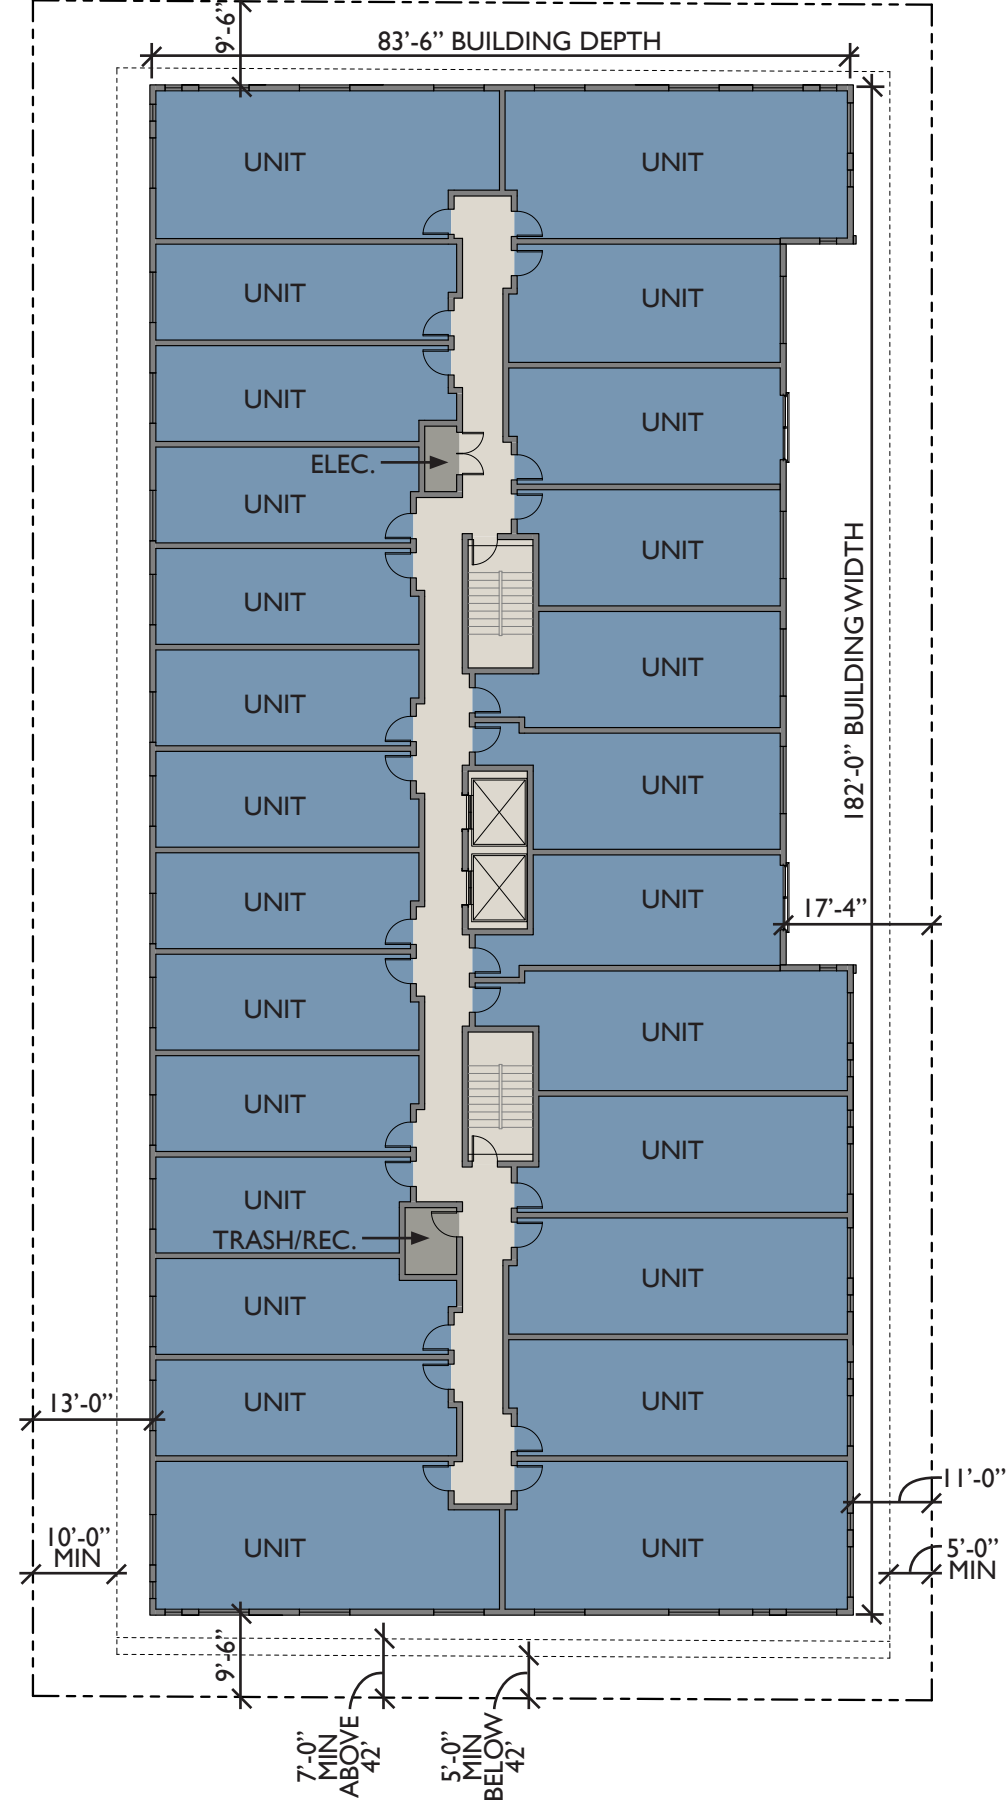 9'-6”
83'-6” BUILDING DEPTH
UNIT
UNIT
UNIT
UNIT
UNIT
UNIT
UNIT
ELEC.
UNIT
UNIT
UNIT
182'-0” BUILDING WIDTH
UNIT
UNIT
UNIT
UNIT
UNIT
UNIT
UNIT
17'-4”
UNIT
UNIT
UNIT
UNIT
UNIT
TRASH/REC.
UNIT
UNIT
UNIT
UNIT
13'-0”
11'-0”
10'-0”
MIN
UNIT
UNIT
5'-0”
MIN
9'-6”
7'-0”
MIN
ABOVE
42'
5'-0”
MIN
BELOW
42'